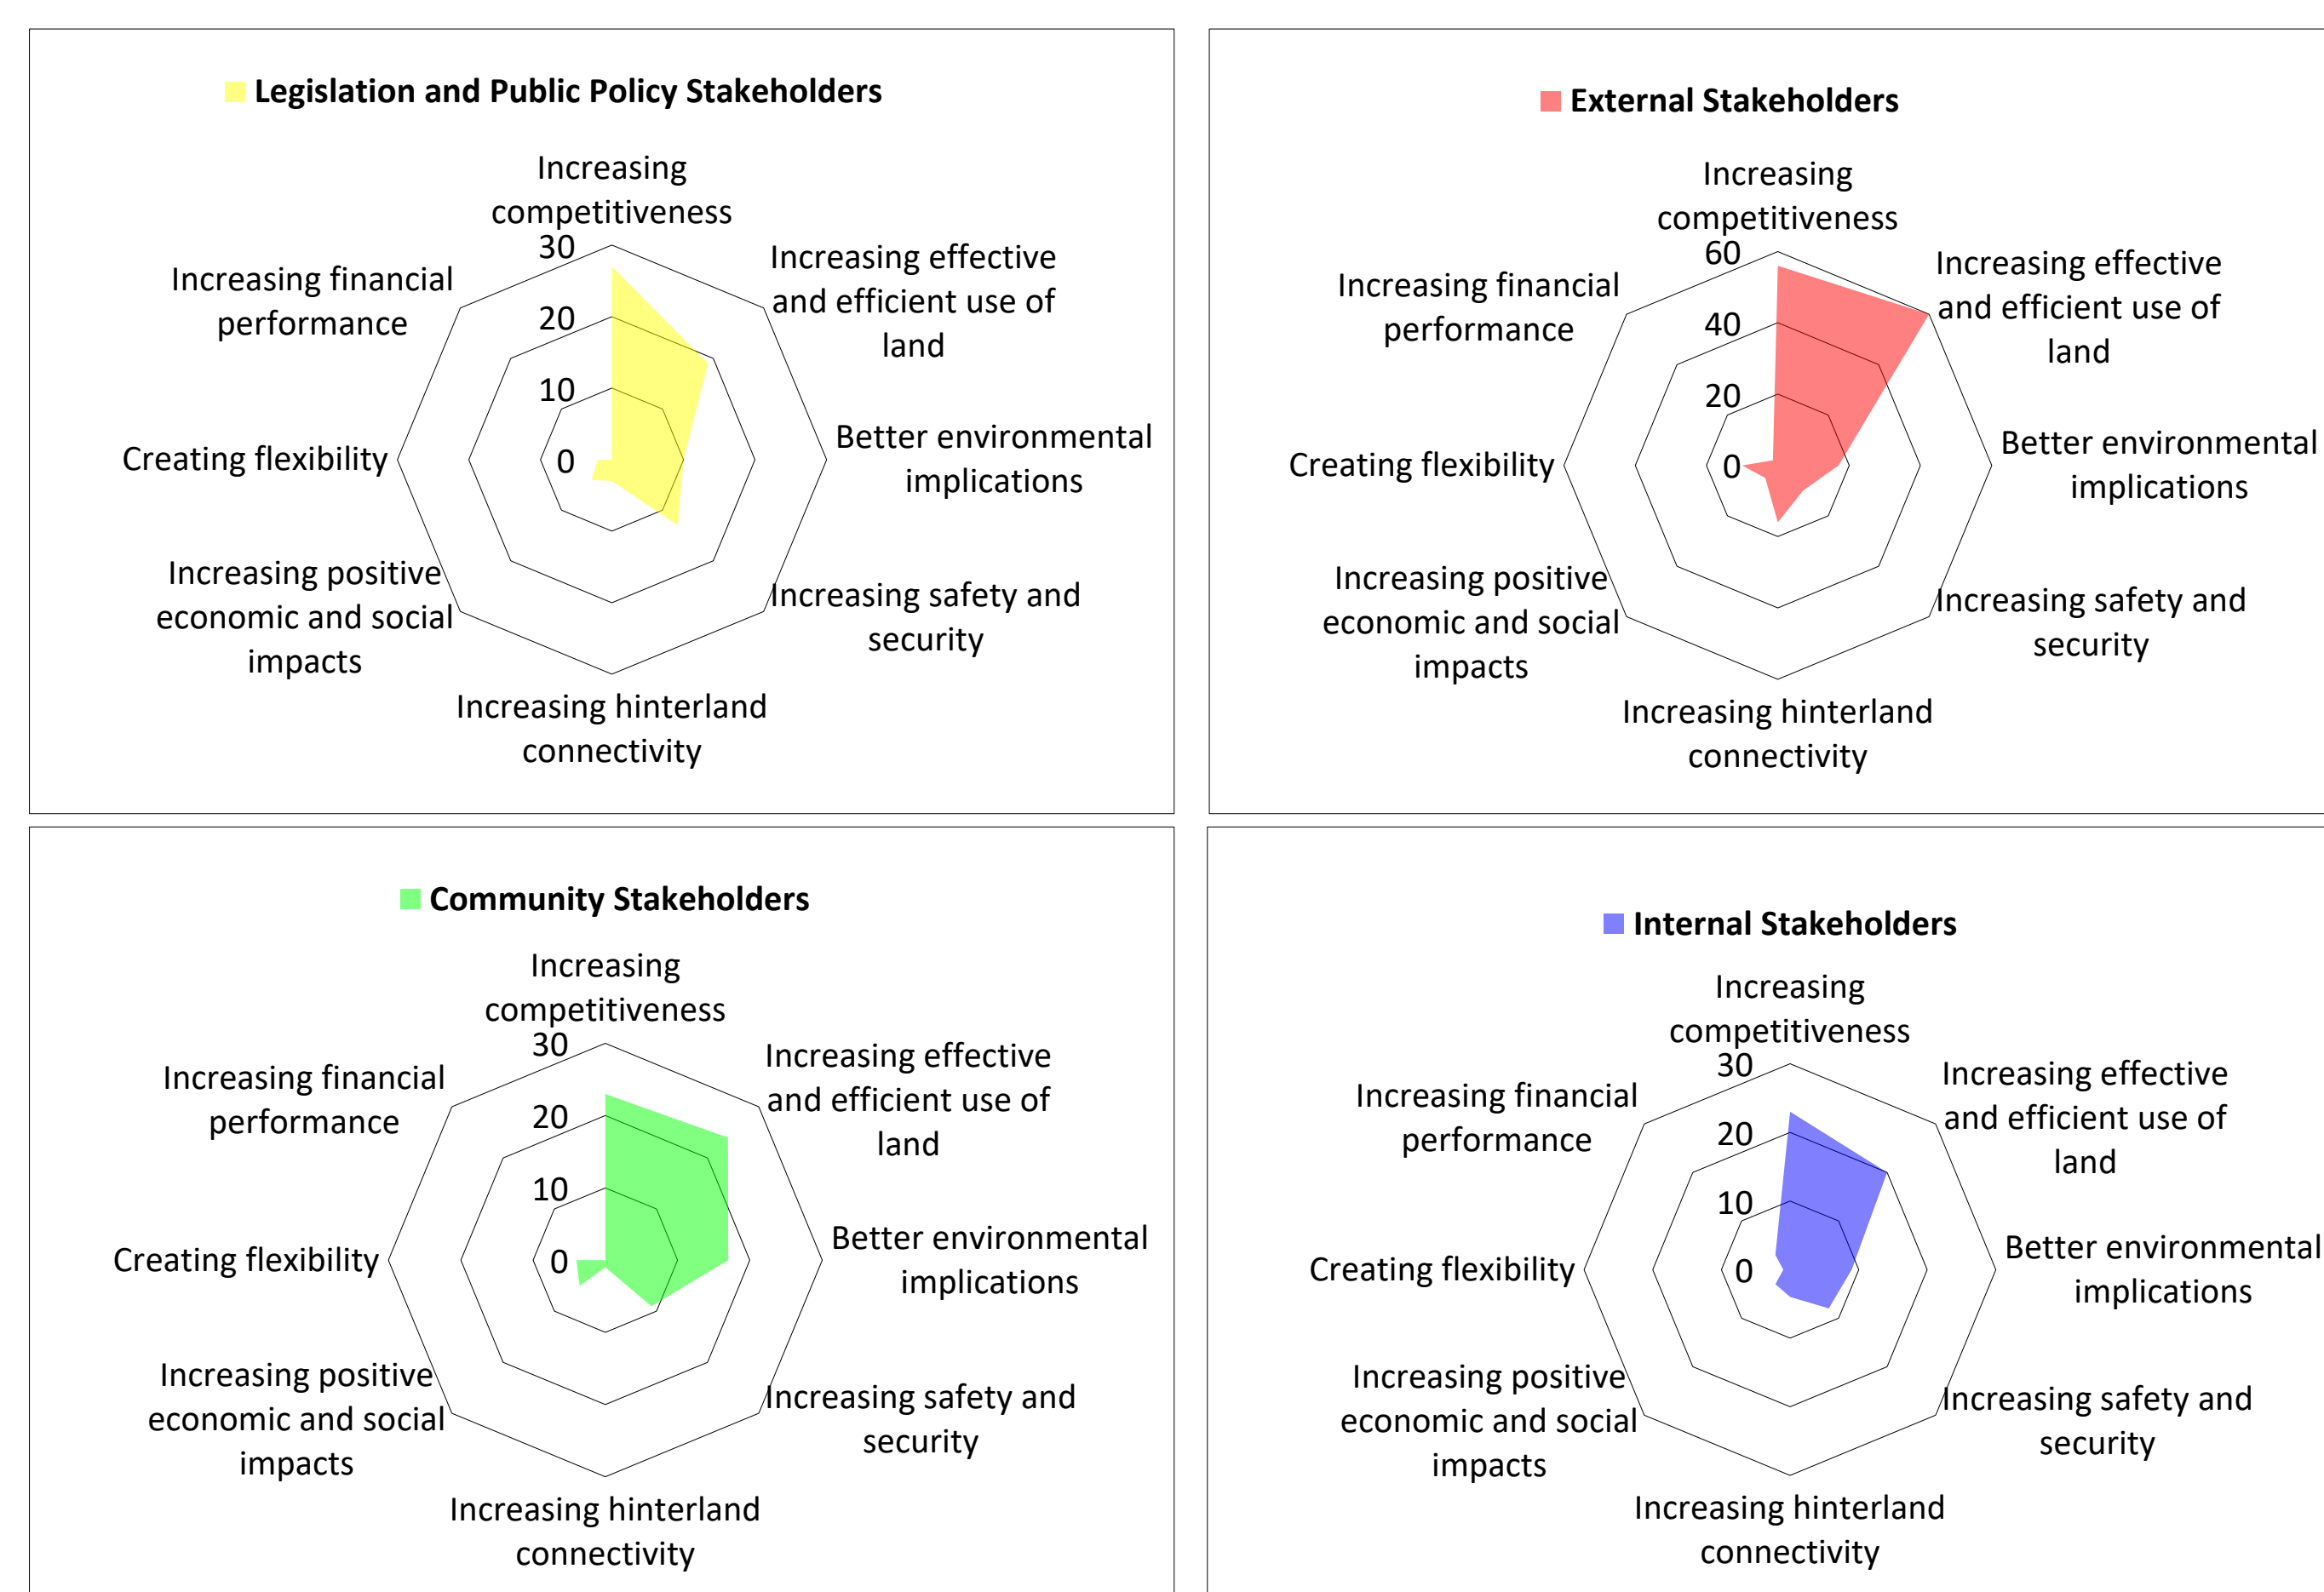 Legislation and Public Policy Stakeholders
Increasing
competitiveness
Increasing effective
and efficient use of
land
Better environmental
implications
Increasing safety and
security
Increasing hinterland
connectivity
Increasing positive
economic and social
impacts
Creating flexibility
Increasing financial
performance
30
20
10
0
External Stakeholders
Increasing
competitiveness
Increasing effective
and efficient use of
land
Better environmental
implications
Increasing safety and
security
Increasing hinterland
connectivity
Increasing positive
economic and social
impacts
Creating flexibility
Increasing financial
performance
60
40
20
0
Community Stakeholders
Increasing
competitiveness
Increasing effective
and efficient use of
land
Better environmental
implications
Increasing safety and
security
Increasing hinterland
connectivity
Increasing positive
economic and social
impacts
Creating flexibility
Increasing financial
performance
30
20
10
0
Internal Stakeholders
Increasing
competitiveness
Increasing effective
and efficient use of
land
Better environmental
implications
Increasing safety and
security
Increasing hinterland
connectivity
Increasing positive
economic and social
impacts
Creating flexibility
Increasing financial
performance
30
20
10
0